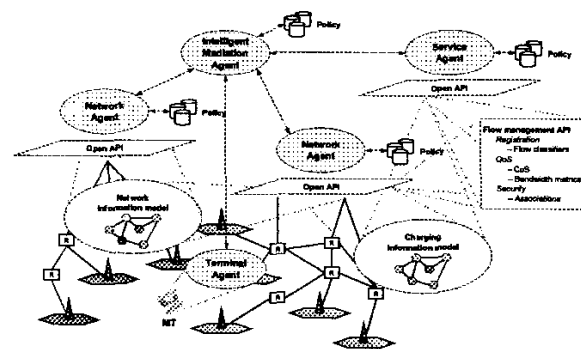 Policy
Intelligent
Mediation
Agent
Service
Agent
Policy
Network
Agent
Policy
Open API
Open API
Network
Agent
Policy
Open API
Flow management API
Registration
– Flow classifiers
QoS
– CoS
– Bandwidth matrices
Security
– Associations
Network
information model
Charging
information model
R
R
R
R
R
R
R
Terminal
Agent
MT